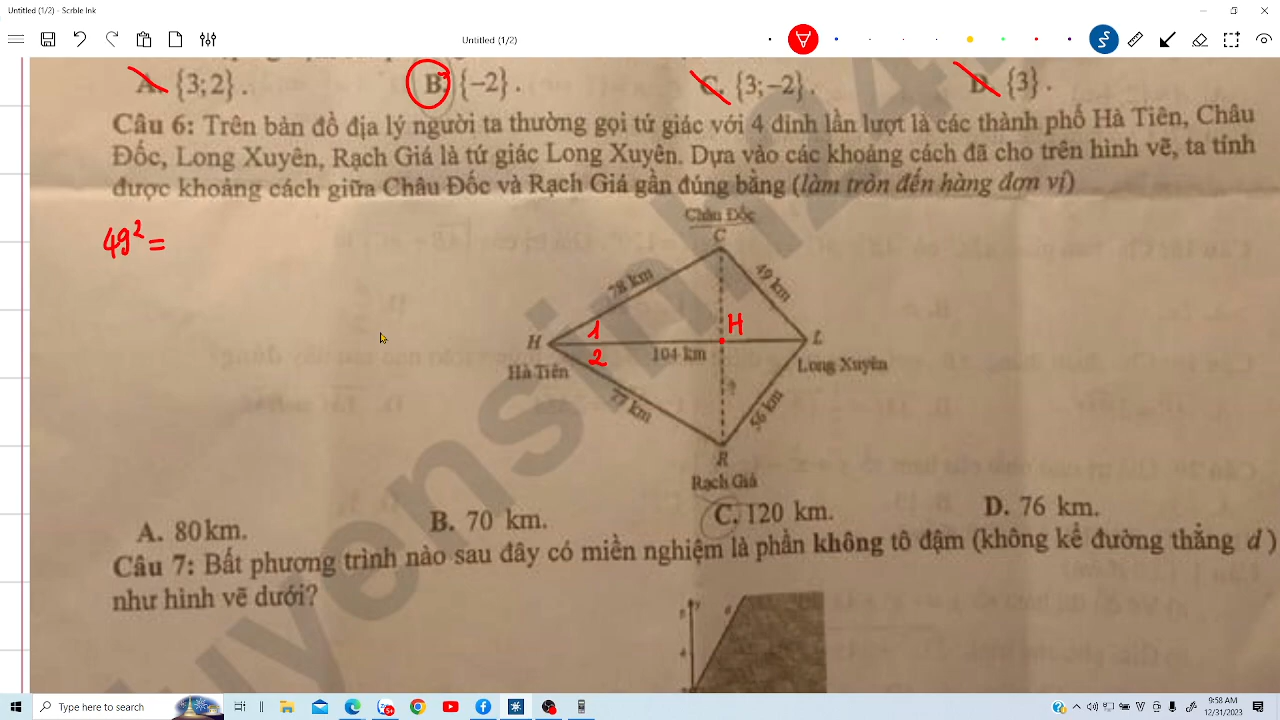 Untitled (1/2) - Scrble Ink
Untitled (1/2)
A. {3;2}. B. {−2}. C. {3;−2}. D. {3}.
Câu 6: Trên bản đồ địa lý người ta thường gọi tứ giác với 4 đỉnh lần lượt là các thành phố Hà Tiên, Châu
Đốc, Long Xuyên, Rạch Giá là tứ giác Long Xuyên. Dựa vào các khoảng cách đã cho trên hình vẽ, ta tính
được khoảng cách giữa Châu Đốc và Rạch Giá gần đúng bằng (làm tròn đến hàng đơn vị)
49² =
Châu Đốc
C
78 km
49 km
1
H
H
L
2
104 km
Hà Tiên
Long Xuyên
?
77 km
56 km
R
Rạch Giá
A. 80km. B. 70 km. C. 120 km. D. 76 km.
Câu 7: Bất phương trình nào sau đây có miền nghiệm là phần không tô đậm (không kể đường thẳng d )
như hình vẽ dưới?
Type here to search
9:58 AM
12/31/2023